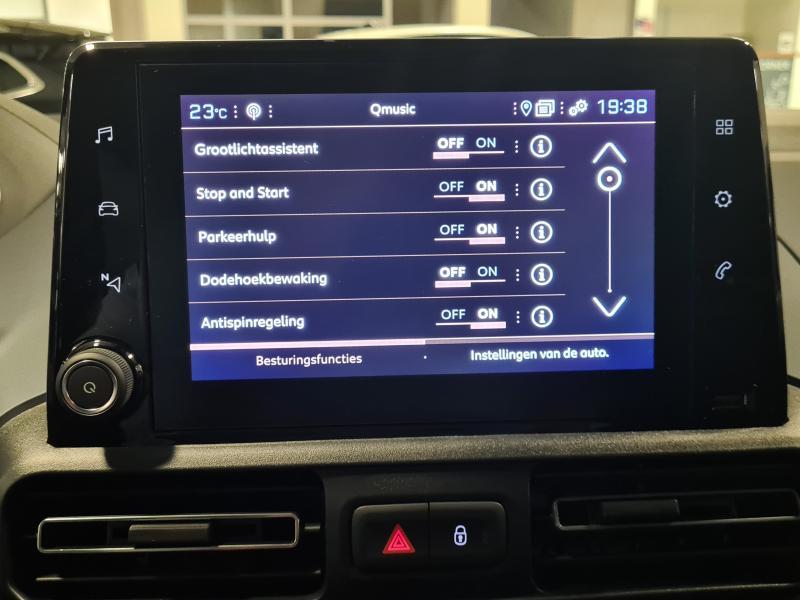 23°C Qmusic 19:38
Grootlichtassistent OFF ON
Stop and Start OFF ON
Parkeerhulp OFF ON
Dodehoekbewaking OFF ON
Antispinregeling OFF ON
Besturingsfuncties Instellingen van de auto.
N